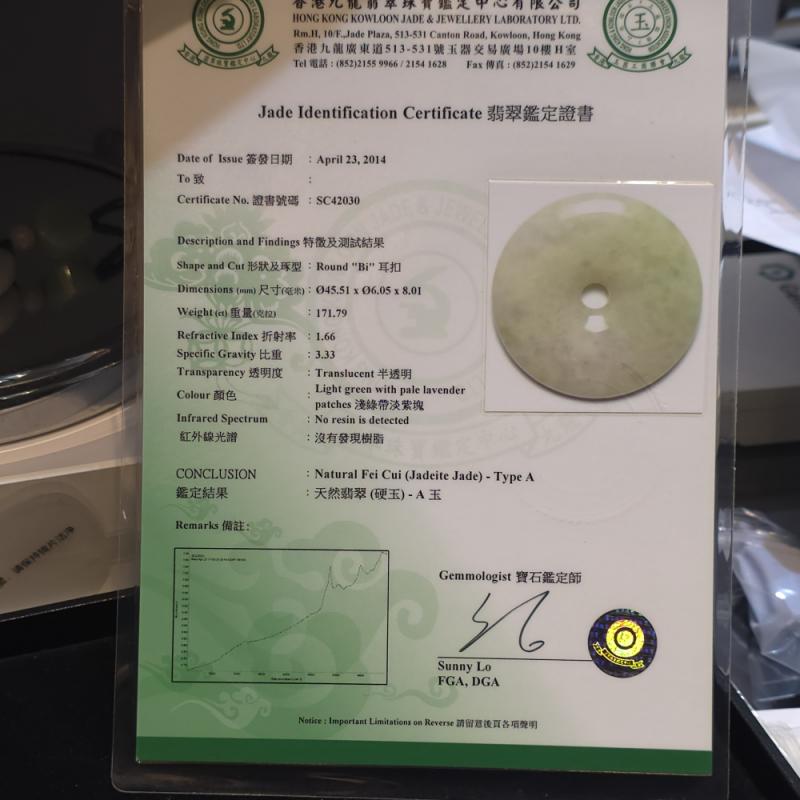 香港九龍翡翠珠寶鑑定中心有限公司
HONG KONG KOWLOON JADE & JEWELLERY LABORATORY LTD.
Rm.H, 10/F.,Jade Plaza, 513-531 Canton Road, Kowloon, Hong Kong
香港九龍廣東道513-531號玉器交易廣場10樓H室
Tel 電話 : (852)2155 9966 / 2154 1628 Fax 傳真 : (852)2154 1629
玉
Jade Identification Certificate 翡翠鑑定證書
Date of Issue 簽發日期 : April 23, 2014
To 致 :
Certificate No. 證書號碼 : SC42030
Description and Findings 特徵及測試結果
Shape and Cut 形狀及琢型 : Round "Bi" 耳扣
Dimensions (mm) 尺寸(毫米) : Ø45.51 x Ø6.05 x 8.01
Weight (ct) 重量(克拉) : 171.79
Refractive Index 折射率 : 1.66
Specific Gravity 比重 : 3.33
Transparency 透明度 : Translucent 半透明
Colour 顏色 : Light green with pale lavender
patches 淺綠帶淡紫塊
Infrared Spectrum : No resin is detected
紅外線光譜 : 沒有發現樹脂
CONCLUSION : Natural Fei Cui (Jadeite Jade) - Type A
鑑定結果 : 天然翡翠 (硬玉) - A 玉
Remarks 備註:
Gemmologist 寶石鑑定師
Sunny Lo
FGA, DGA
Notice : Important Limitations on Reverse 請留意後頁各項聲明
請保持鏡片洁净